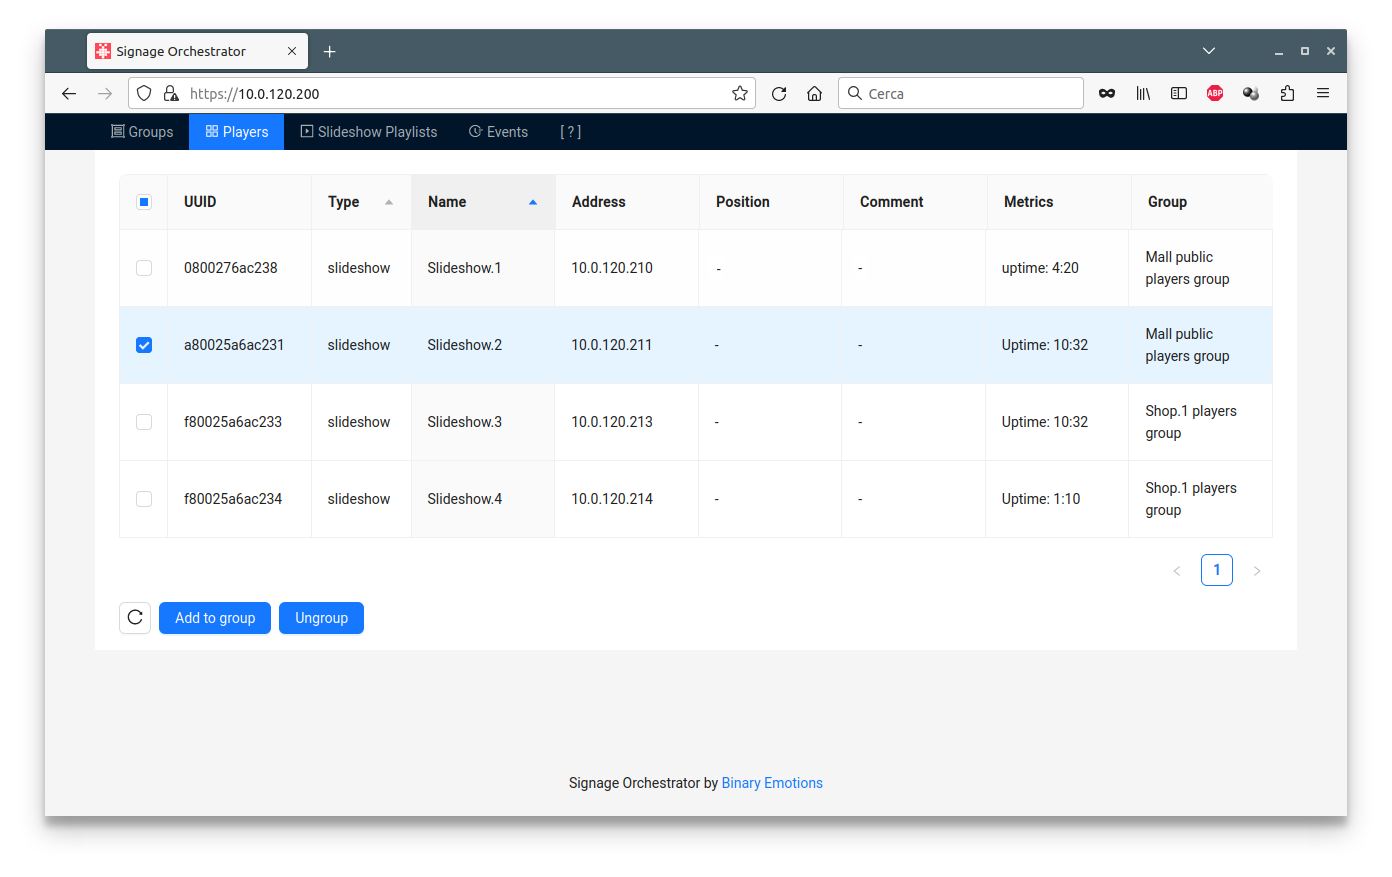 Signage Orchestrator
https://10.0.120.200
Cerca
ABP
Groups Players Slideshow Playlists Events [ ? ]
UUID Type Name Address Position Comment Metrics Group
0800276ac238 slideshow Slideshow.1 10.0.120.210 - - uptime: 4:20 Mall public
players group
a80025a6ac231 slideshow Slideshow.2 10.0.120.211 - - Uptime: 10:32 Mall public
players group
f80025a6ac233 slideshow Slideshow.3 10.0.120.213 - - Uptime: 10:32 Shop.1 players
group
f80025a6ac234 slideshow Slideshow.4 10.0.120.214 - - Uptime: 1:10 Shop.1 players
group
< 1 >
Add to group Ungroup
Signage Orchestrator by Binary Emotions